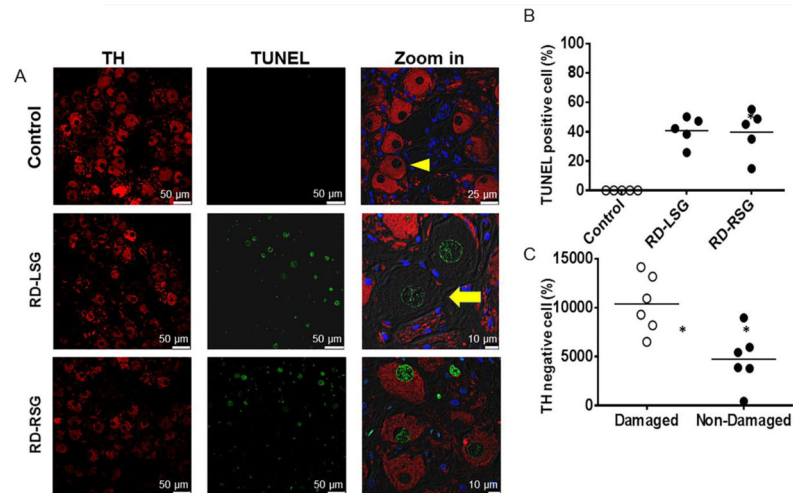 A
TH
TUNEL
Zoom in
Control
50 µm
50 µm
25 µm
RD-LSG
50 µm
50 µm
10 µm
RD-RSG
50 µm
50 µm
10 µm
B
TUNEL positive cell (%)
100
80
60
40
20
0
*
Control
RD-LSG
RD-RSG
C
TH negative cell (%)
15000
10000
5000
0
*
*
Damaged
Non-Damaged